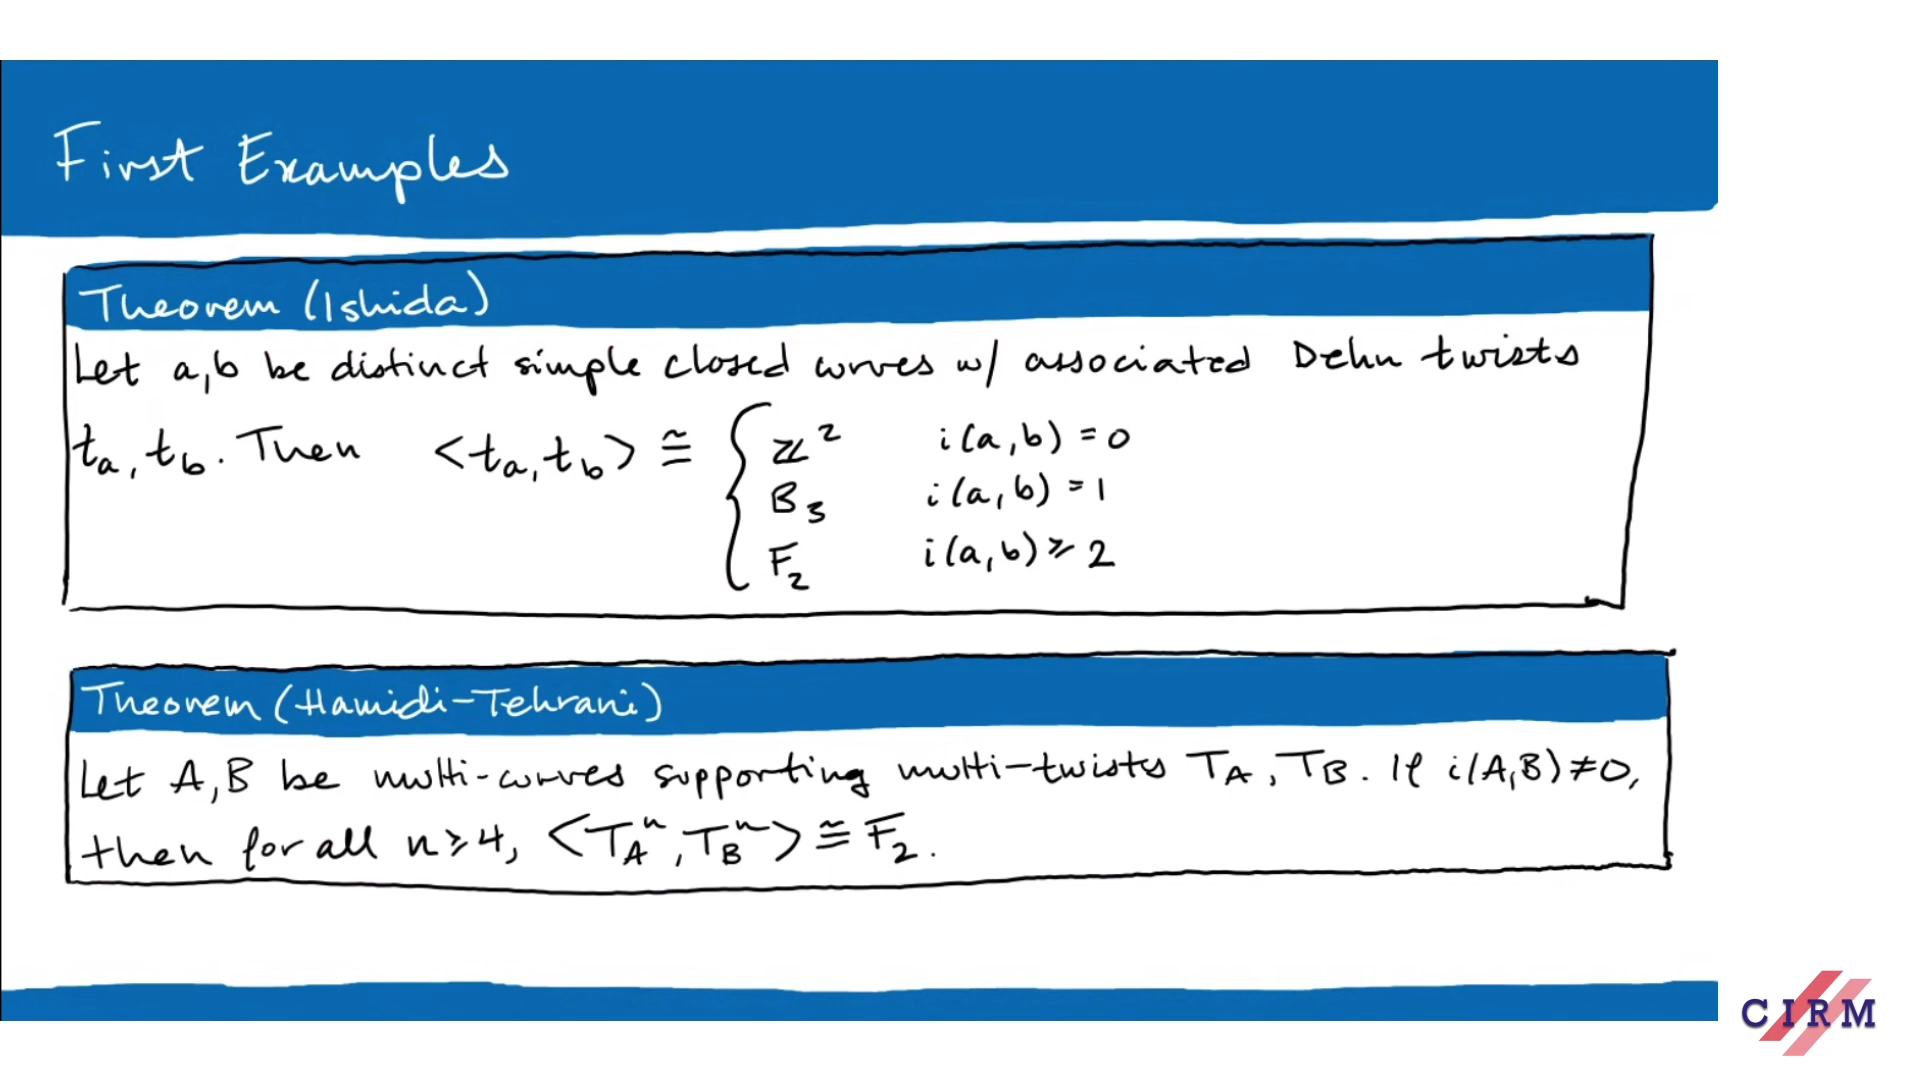 First Examples
Theorem (Ishida)
Let a,b be distinct simple closed curves w/ associated Dehn twists
t_a, t_b. Then <t_a, t_b> ≅ { ℤ^2 i(a,b) = 0
B_3 i(a,b) = 1
F_2 i(a,b) ≥ 2
Theorem (Hamidi-Tehrani)
Let A,B be multi-curves supporting multi-twists T_A, T_B. If i(A,B) ≠ 0,
then for all n ≥ 4, <T_A^n, T_B^n> ≅ F_2.
CIRM